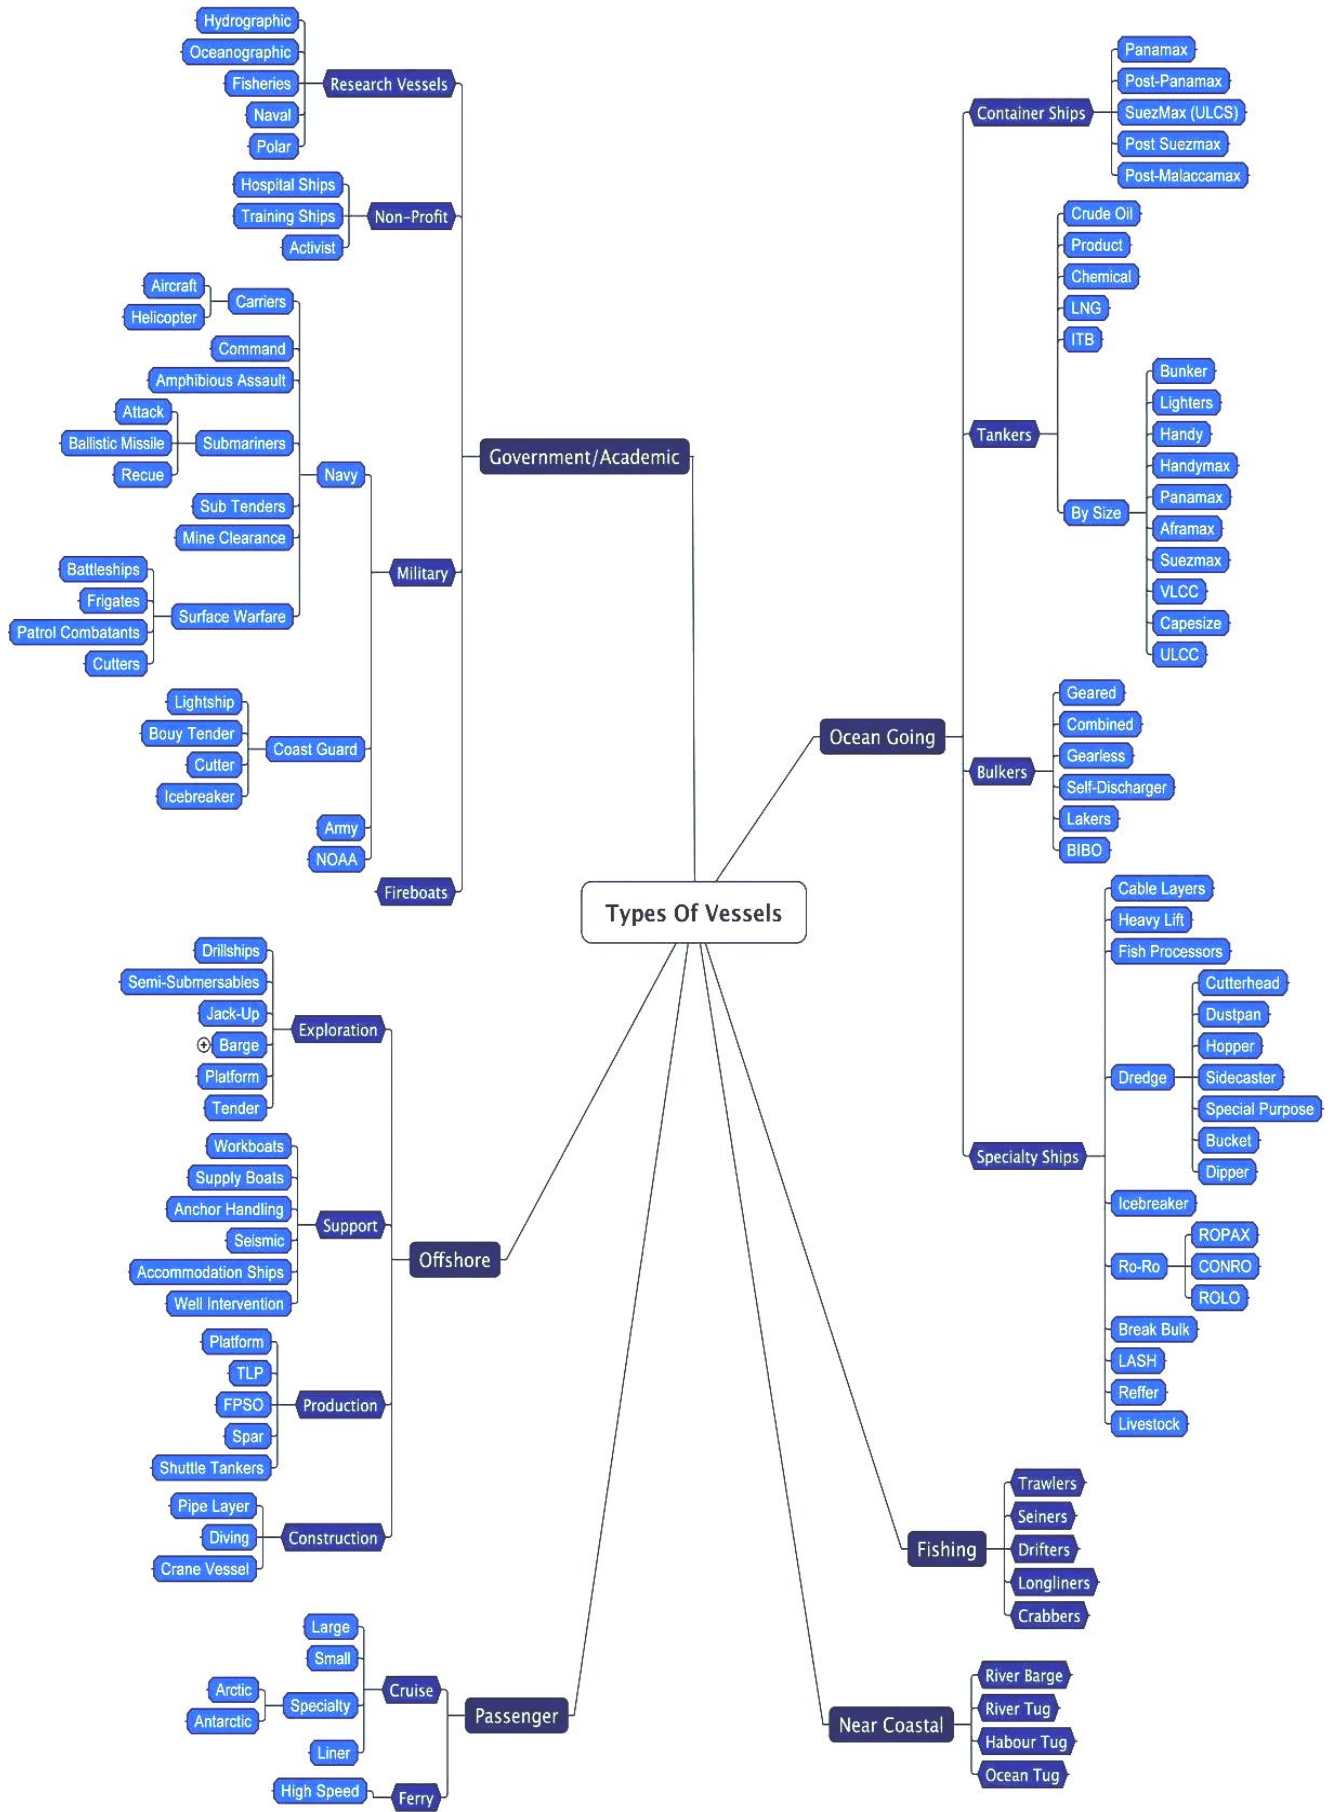 Types Of Vessels
Government/Academic
Research Vessels
Hydrographic
Oceanographic
Fisheries
Naval
Polar
Non-Profit
Hospital Ships
Training Ships
Activist
Military
Navy
Carriers
Aircraft
Helicopter
Command
Amphibious Assault
Submariners
Attack
Ballistic Missile
Recue
Sub Tenders
Mine Clearance
Surface Warfare
Battleships
Frigates
Patrol Combatants
Cutters
Coast Guard
Lightship
Bouy Tender
Cutter
Icebreaker
Army
NOAA
Fireboats
Offshore
Exploration
Drillships
Semi-Submersables
Jack-Up
Barge
Platform
Tender
Support
Workboats
Supply Boats
Anchor Handling
Seismic
Accommodation Ships
Well Intervention
Production
Platform
TLP
FPSO
Spar
Shuttle Tankers
Construction
Pipe Layer
Diving
Crane Vessel
Passenger
Cruise
Large
Small
Specialty
Arctic
Antarctic
Liner
Ferry
High Speed
Ocean Going
Container Ships
Panamax
Post-Panamax
SuezMax (ULCS)
Post Suezmax
Post-Malaccamax
Tankers
Crude Oil
Product
Chemical
LNG
ITB
By Size
Bunker
Lighters
Handy
Handymax
Panamax
Aframax
Suezmax
VLCC
Capesize
ULCC
Bulkers
Geared
Combined
Gearless
Self-Discharger
Lakers
BIBO
Specialty Ships
Cable Layers
Heavy Lift
Fish Processors
Dredge
Cutterhead
Dustpan
Hopper
Sidecaster
Special Purpose
Bucket
Dipper
Icebreaker
Ro-Ro
ROPAX
CONRO
ROLO
Break Bulk
LASH
Reffer
Livestock
Fishing
Trawlers
Seiners
Drifters
Longliners
Crabbers
Near Coastal
River Barge
River Tug
Habour Tug
Ocean Tug